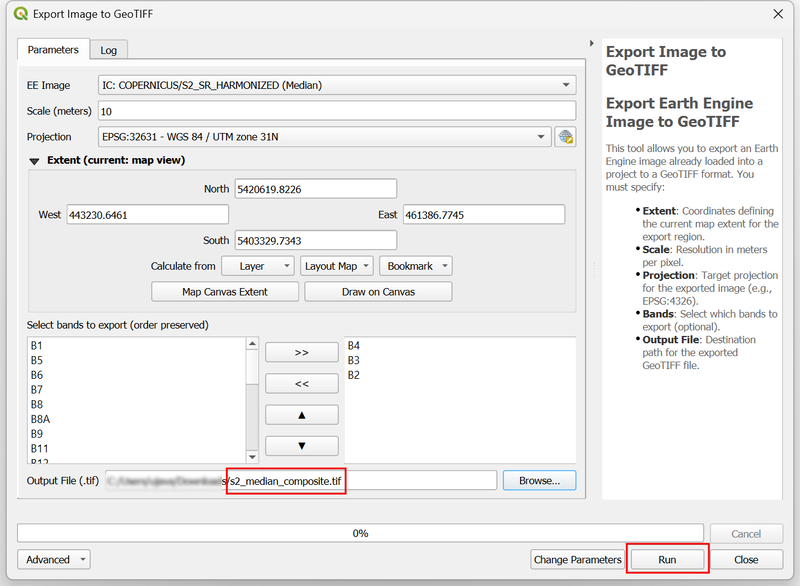 Export Image to GeoTIFF
Parameters
Log
EE Image
IC: COPERNICUS/S2_SR_HARMONIZED (Median)
Scale (meters)
10
Projection
EPSG:32631 - WGS 84 / UTM zone 31N
Extent (current: map view)
North
5420619.8226
West
443230.6461
East
461386.7745
South
5403329.7343
Calculate from
Layer
Layout Map
Bookmark
Map Canvas Extent
Draw on Canvas
Select bands to export (order preserved)
B1
B5
B6
B7
B8
B8A
B9
B11
B12
>>
<<
▲
▼
B4
B3
B2
Output File (.tif)
s/s2_median_composite.tif
Browse...
0%
Cancel
Advanced
Change Parameters
Run
Close
Export Image to
GeoTIFF
Export Earth Engine
Image to GeoTIFF
This tool allows you to export an Earth
Engine image already loaded into a
project to a GeoTIFF format. You
must specify:
• Extent: Coordinates defining
the current map extent for the
export region.
• Scale: Resolution in meters
per pixel.
• Projection: Target projection
for the exported image (e.g.,
EPSG:4326).
• Bands: Select which bands to
export (optional).
• Output File: Destination
path for the exported
GeoTIFF file.